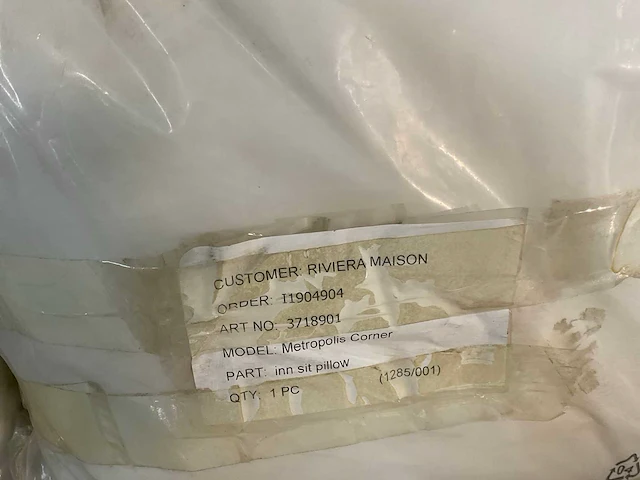 CUSTOMER: RIVIERA MAISON
ORDER: I1904904
ART NO: 3718901
MODEL: Metropolis Corner
PART: inn sit pillow
QTY: 1 PC (1285/001)
04